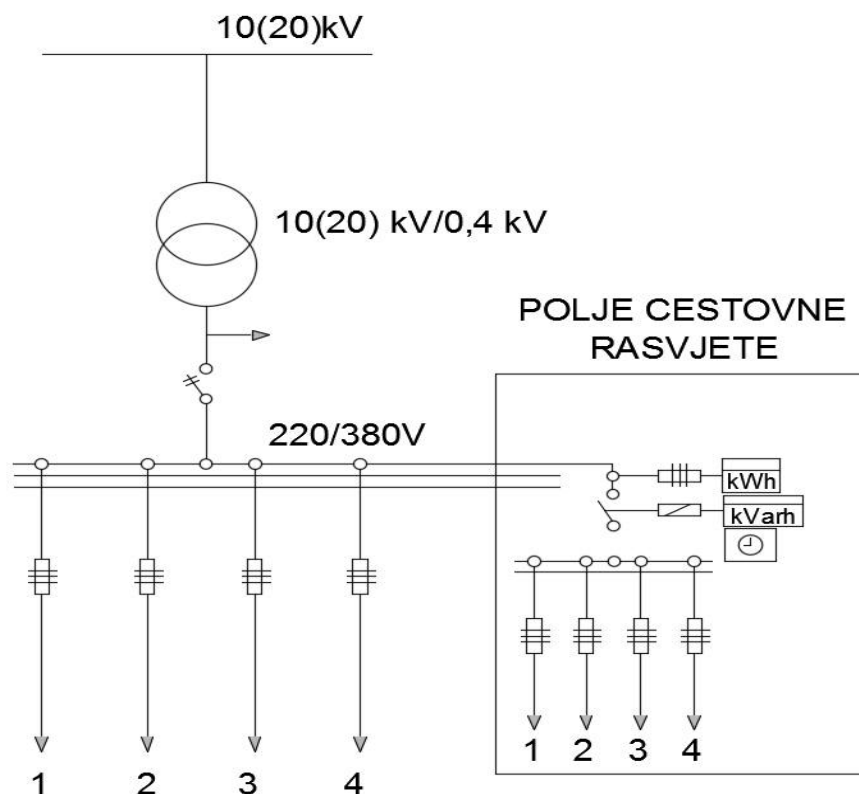 10(20)kV
10(20) kV/0,4 kV
POLJE CESTOVNE
RASVJETE
220/380V
kWh
kVarh
1 2 3 4
1 2 3 4